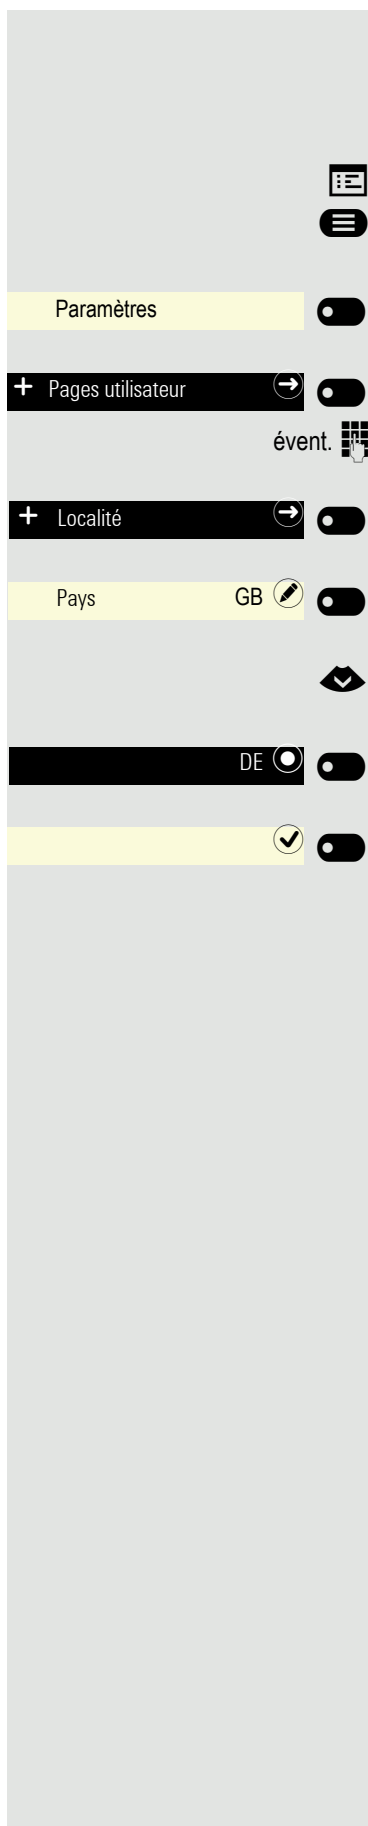 Paramètres
Pages utilisateur
évent.
Localité
Pays GB
DE